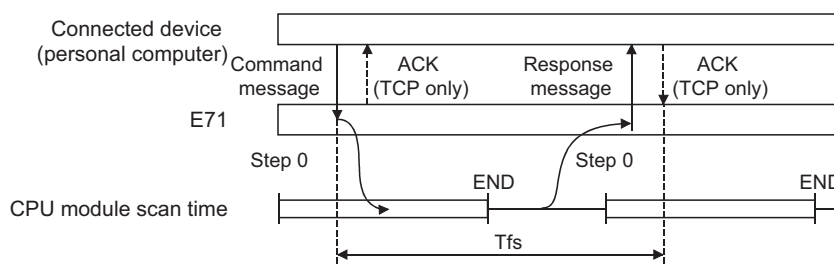 Connected device
(personal computer)
Command
message
ACK
(TCP only)
Response
message
ACK
(TCP only)
E71
Step 0
Step 0
END
END
CPU module scan time
Tfs